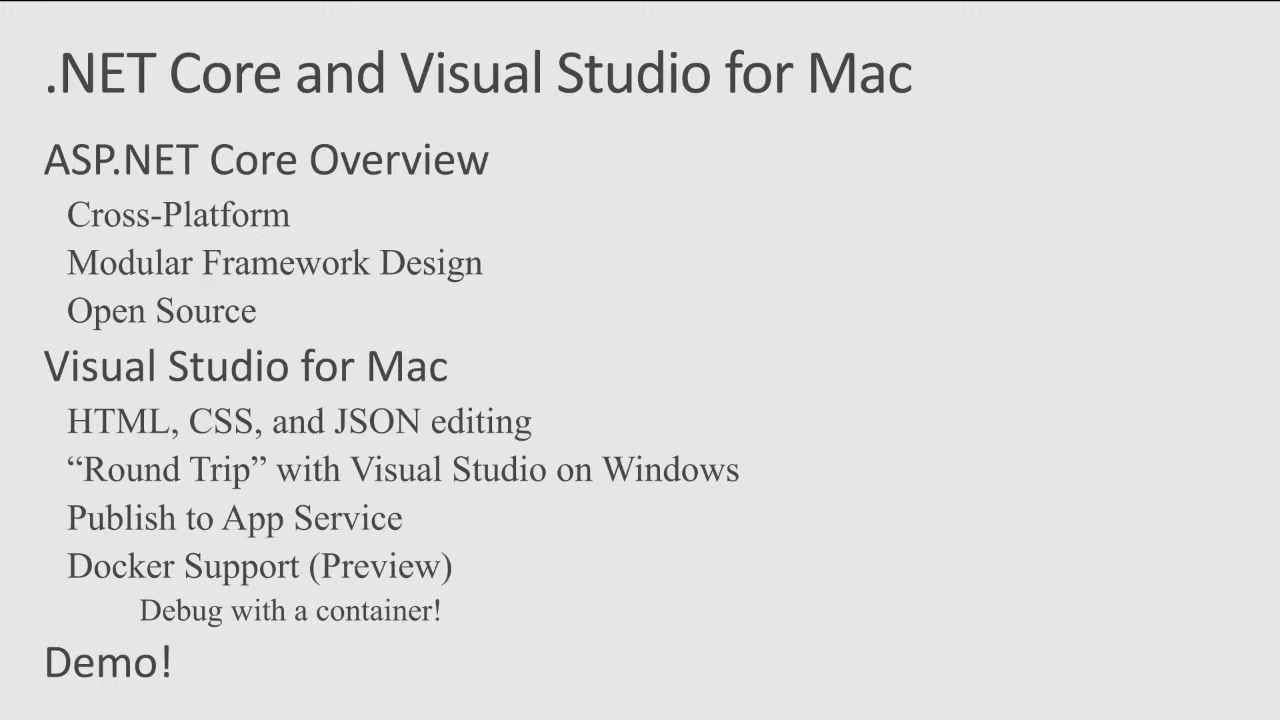 .NET Core and Visual Studio for Mac
ASP.NET Core Overview
Cross-Platform
Modular Framework Design
Open Source
Visual Studio for Mac
HTML, CSS, and JSON editing
“Round Trip” with Visual Studio on Windows
Publish to App Service
Docker Support (Preview)
Debug with a container!
Demo!